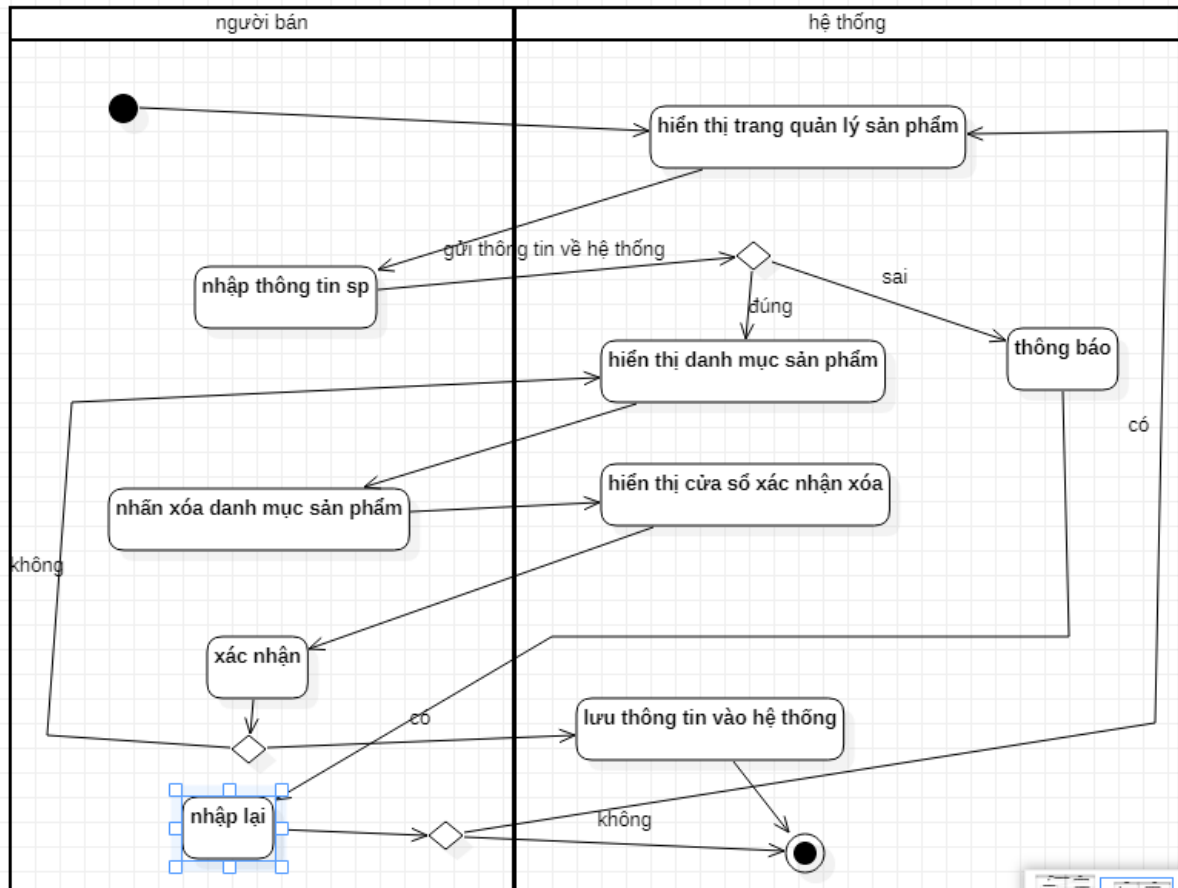 người bán
hệ thống
hiển thị trang quản lý sản phẩm
gửi thông tin về hệ thống
nhập thông tin sp
sai
đúng
thông báo
hiển thị danh mục sản phẩm
có
hiển thị cửa sổ xác nhận xóa
nhấn xóa danh mục sản phẩm
không
xác nhận
có
lưu thông tin vào hệ thống
nhập lại
không